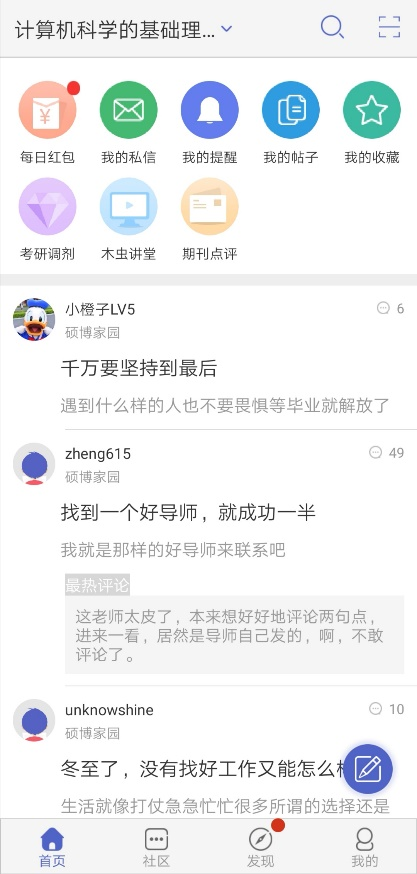 计算机科学的基础理...
每日红包 我的私信 我的提醒 我的帖子 我的收藏
考研调剂 木虫讲堂 期刊点评
小橙子LV5 6
硕博家园
千万要坚持到最后
遇到什么样的人也不要畏惧等毕业就解放了
zheng615 49
硕博家园
找到一个好导师，就成功一半
我就是那样的好导师来联系吧
最热评论
这老师太皮了，本来想好好地评论两句点，
进来一看，居然是导师自己发的，啊，不敢
评论了。
unknowshine 10
硕博家园
冬至了，没有找好工作又能怎么
生活就像打仗急急忙忙很多所谓的选择还是
首页 社区 发现 我的